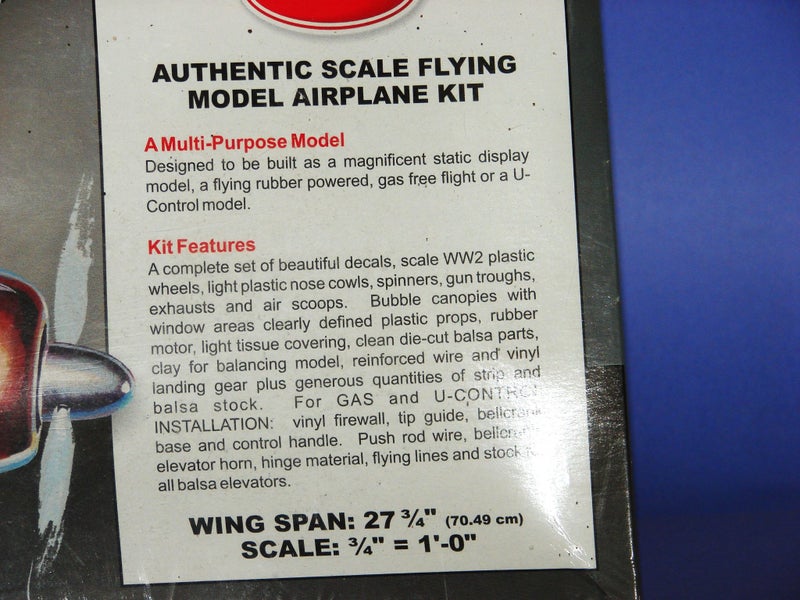 AUTHENTIC SCALE FLYING
MODEL AIRPLANE KIT
A Multi-Purpose Model
Designed to be built as a magnificent static display
model, a flying rubber powered, gas free flight or a U-
Control model.
Kit Features
A complete set of beautiful decals, scale WW2 plastic
wheels, light plastic nose cowls, spinners, gun troughs,
exhausts and air scoops. Bubble canopies with
window areas clearly defined plastic props, rubber
motor, light tissue covering, clean die-cut balsa parts,
clay for balancing model, reinforced wire and vinyl
landing gear plus generous quantities of strip and
balsa stock. For GAS and U-CONTROL
INSTALLATION: vinyl firewall, tip guide, bellcrank
base and control handle. Push rod wire, bellcrank
elevator horn, hinge material, flying lines and stock
all balsa elevators.
WING SPAN: 27 ¾" (70.49 cm)
SCALE: ¾" = 1'-0"